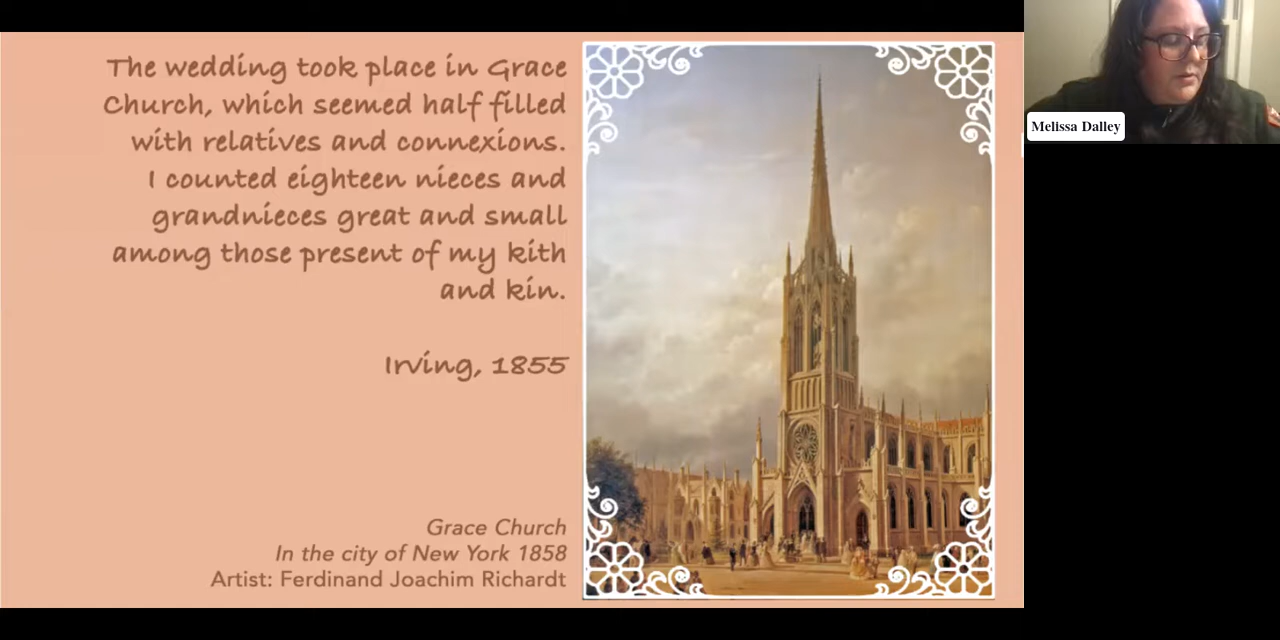 The wedding took place in Grace
Church, which seemed half filled
with relatives and connexions.
I counted eighteen nieces and
grandnieces great and small
among those present of my kith
and kin.
Irving, 1855
Grace Church
In the city of New York 1858
Artist: Ferdinand Joachim Richardt
Melissa Dalley